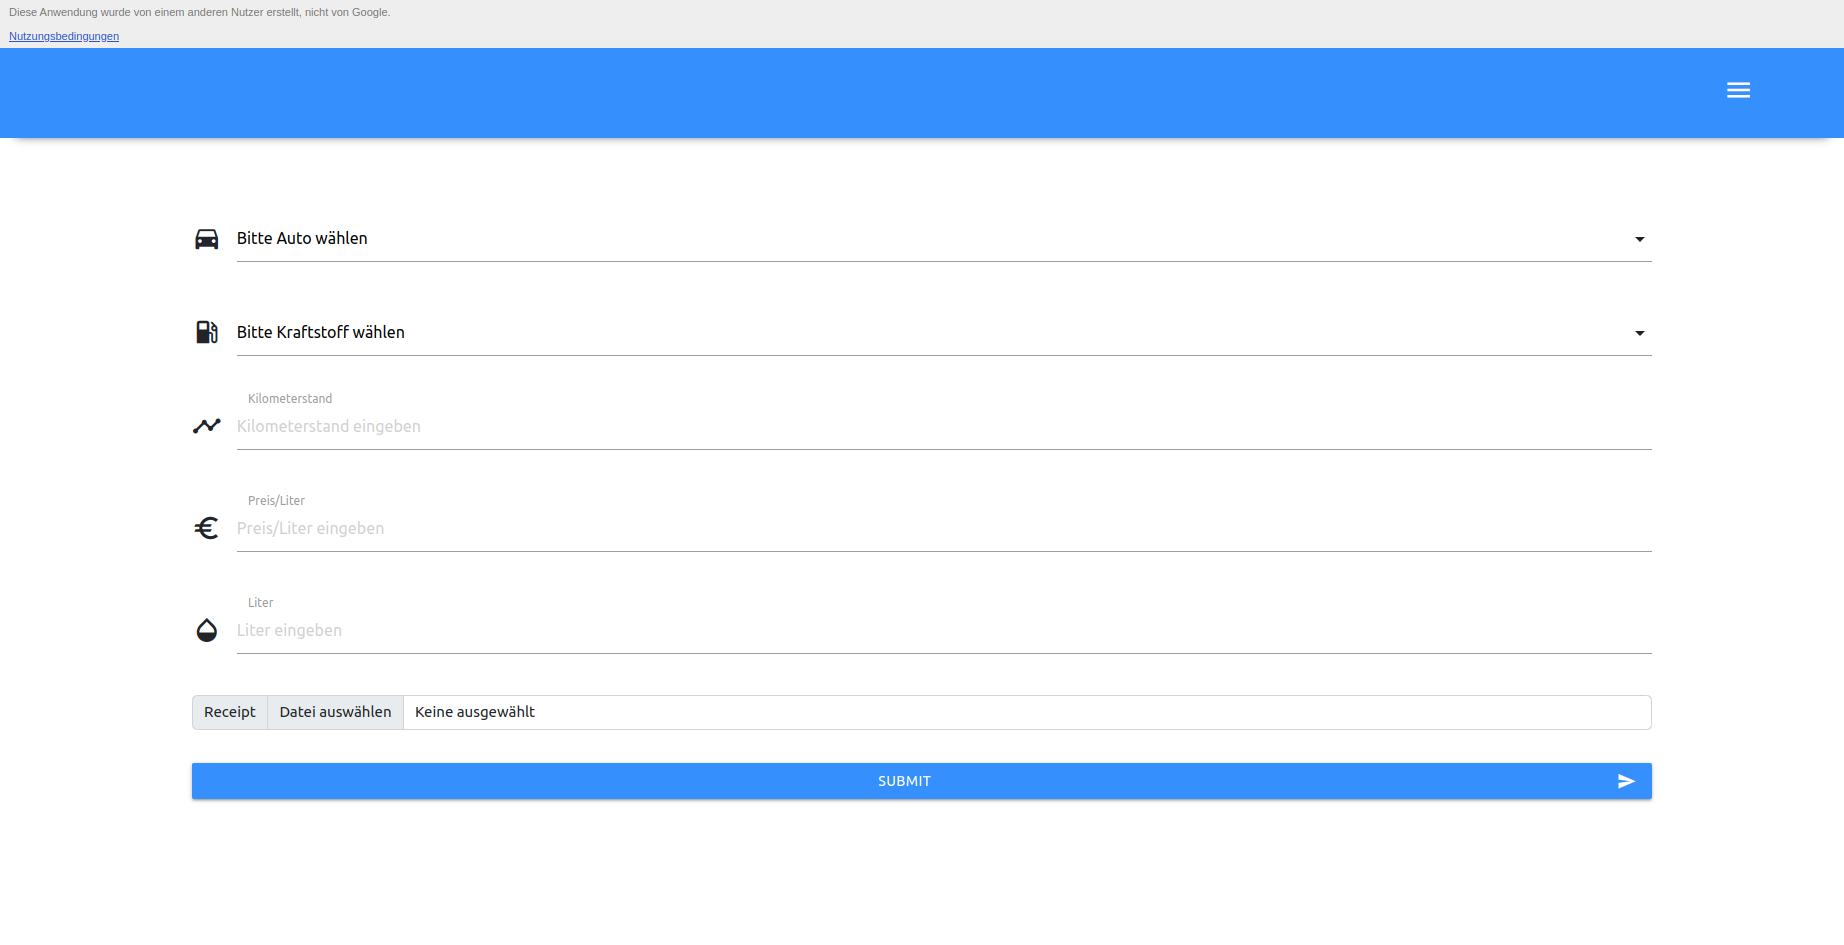 Diese Anwendung wurde von einem anderen Nutzer erstellt, nicht von Google.
Nutzungsbedingungen
Bitte Auto wählen
Bitte Kraftstoff wählen
Kilometerstand
Kilometerstand eingeben
Preis/Liter
Preis/Liter eingeben
Liter
Liter eingeben
Receipt Datei auswählen Keine ausgewählt
SUBMIT